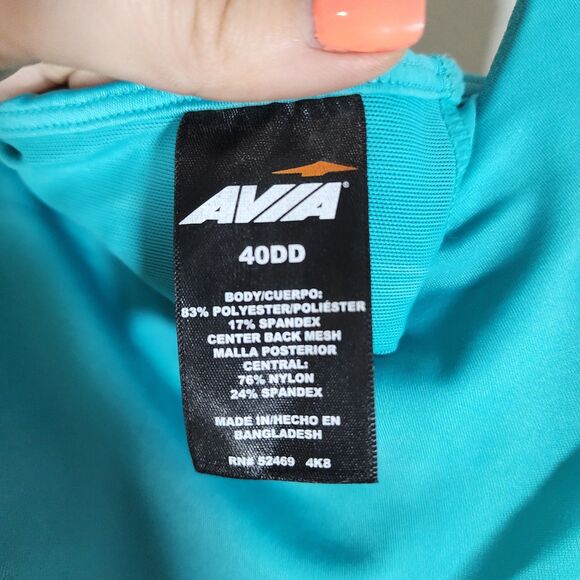 AVIA®
40DD
BODY/CUERPO:
83% POLYESTER/POLIÉSTER
17% SPANDEX
CENTER BACK MESH
MALLA POSTERIOR
CENTRAL:
76% NYLON
24% SPANDEX
MADE IN/HECHO EN
BANGLADESH
RN# 52469 4K8